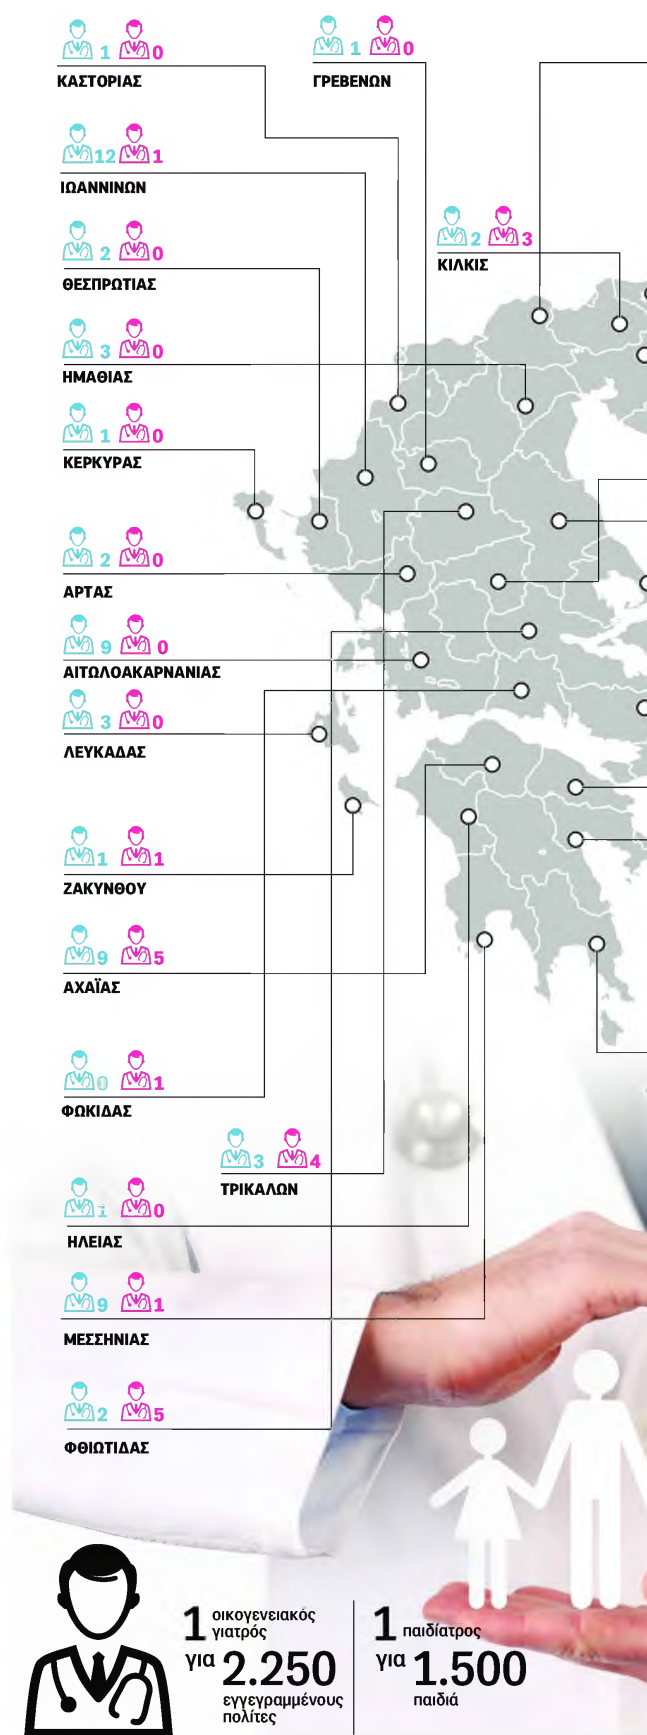 1 0
ΚΑΣΤΟΡΙΑΣ
1 0
ΓΡΕΒΕΝΩΝ
12 1
ΙΩΑΝΝΙΝΩΝ
2 3
ΚΙΛΚΙΣ
2 0
ΘΕΣΠΡΩΤΙΑΣ
3 0
ΗΜΑΘΙΑΣ
1 0
ΚΕΡΚΥΡΑΣ
2 0
ΑΡΤΑΣ
9 0
ΑΙΤΩΛΟΑΚΑΡΝΑΝΙΑΣ
3 0
ΛΕΥΚΑΔΑΣ
1 1
ΖΑΚΥΝΘΟΥ
9 5
ΑΧΑΪΑΣ
0 1
ΦΩΚΙΔΑΣ
3 4
ΤΡΙΚΑΛΩΝ
1 0
ΗΛΕΙΑΣ
9 1
ΜΕΣΣΗΝΙΑΣ
2 5
ΦΘΙΩΤΙΔΑΣ
1 οικογενειακός
γιατρός
για 2.250
εγγεγραμμένους
πολίτες
1 παιδίατρος
για 1.500
παιδιά